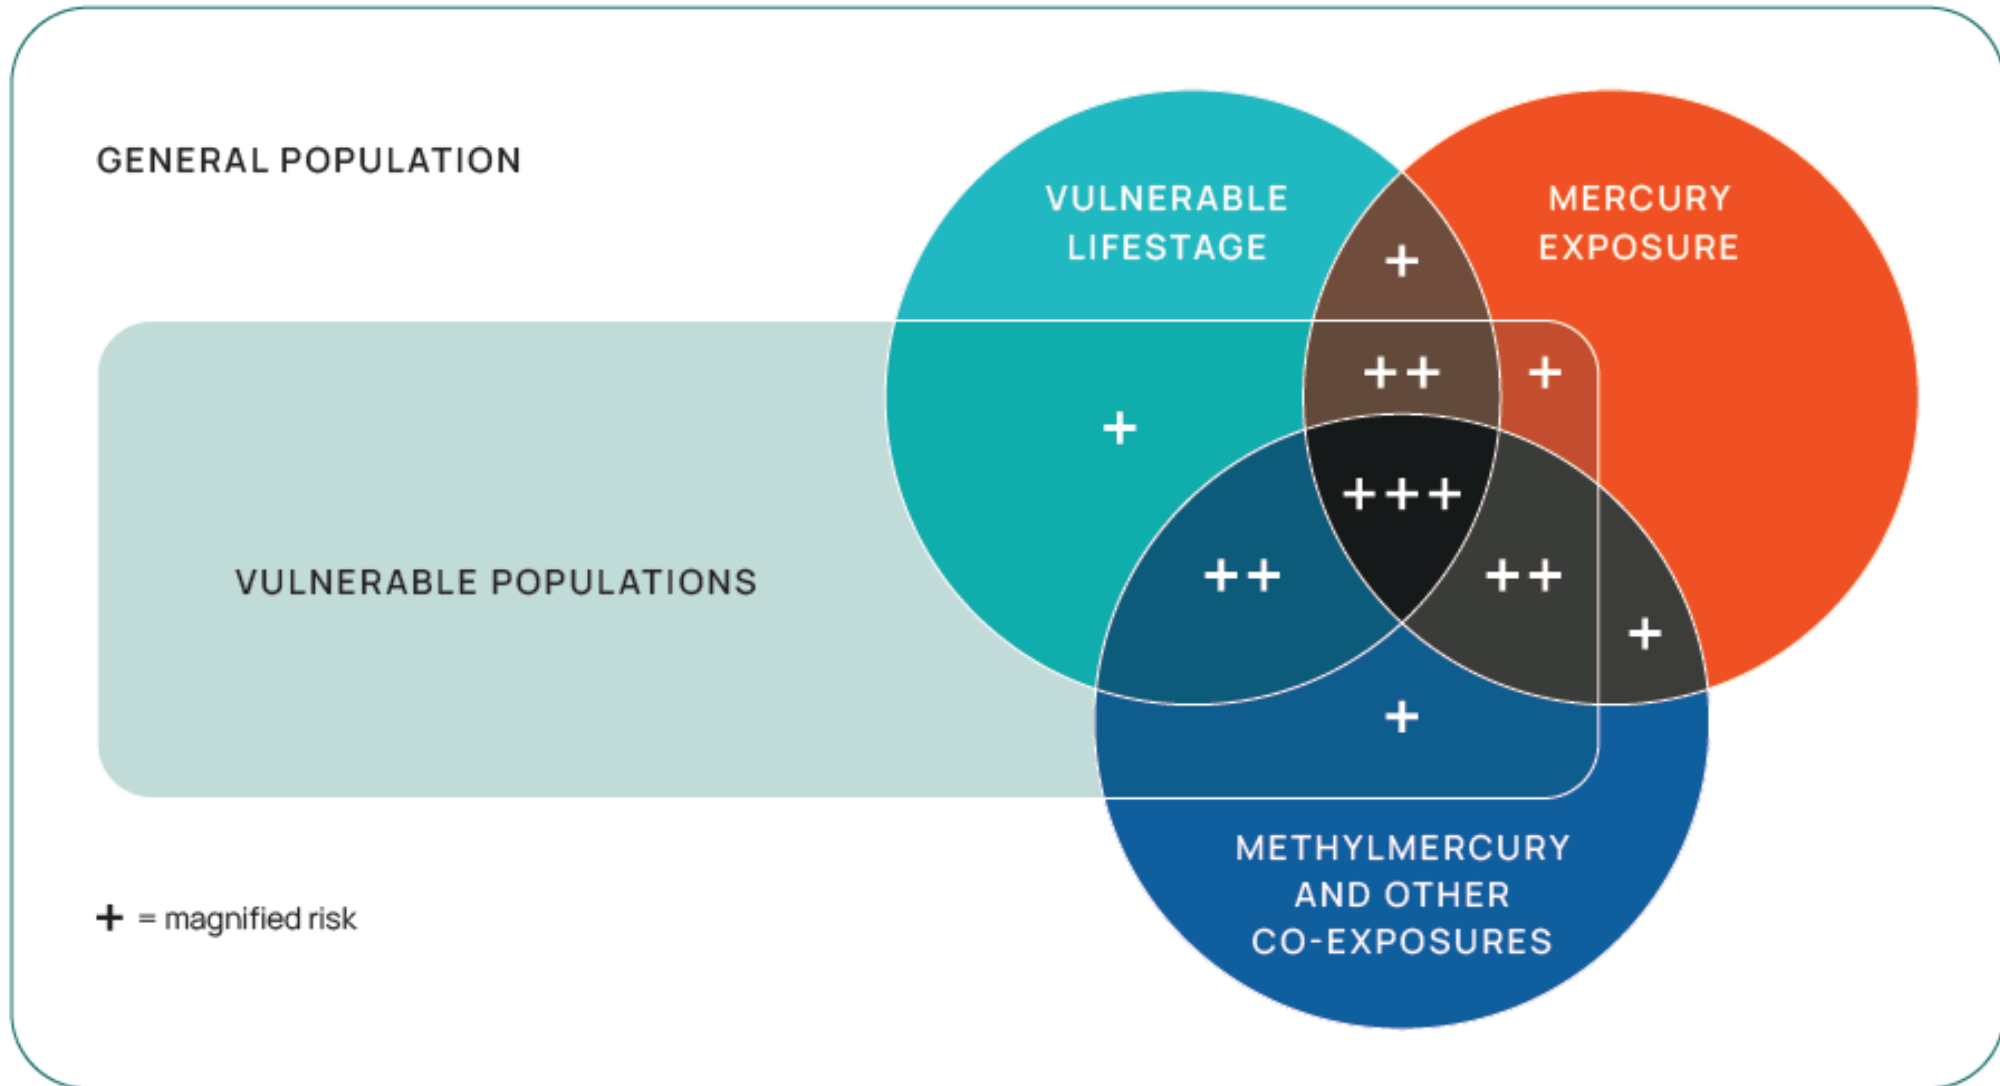 GENERAL POPULATION
VULNERABLE
LIFESTAGE
MERCURY
EXPOSURE
+
++
+
+
+++
++
++
+
+
VULNERABLE POPULATIONS
METHYLMERCURY
AND OTHER
CO-EXPOSURES
+ = magnified risk